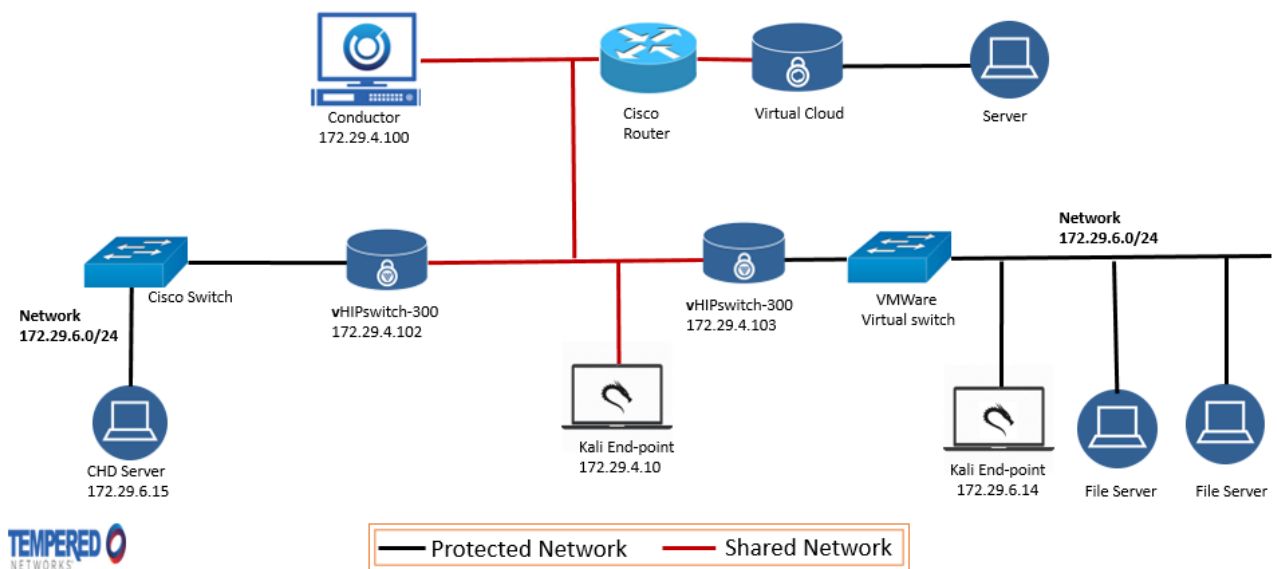 Conductor
172.29.4.100
Cisco
Router
Virtual Cloud
Server
Network
172.29.6.0/24
Cisco Switch
vHIPswitch-300
172.29.4.102
vHIPswitch-300
172.29.4.103
VMWare
Virtual switch
Network
172.29.6.0/24
CHD Server
172.29.6.15
Kali End-point
172.29.4.10
Kali End-point
172.29.6.14
File Server
File Server
TEMPERED
NETWORKS'
Protected Network
Shared Network